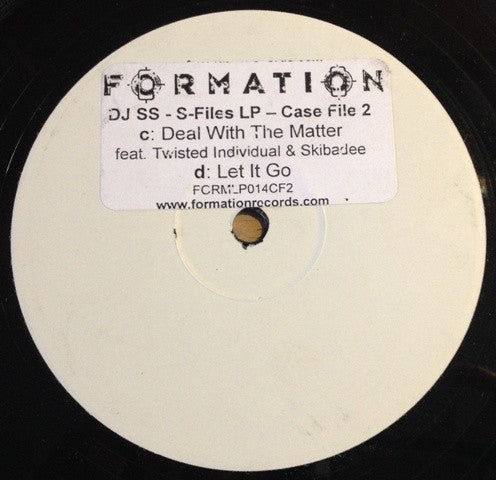 FORMATION
DJ SS - S-Files LP – Case File 2
c: Deal With The Matter
feat. Twisted Individual & Skibadee
d: Let It Go
FCRMLP014CF2
www.formationrecords.com